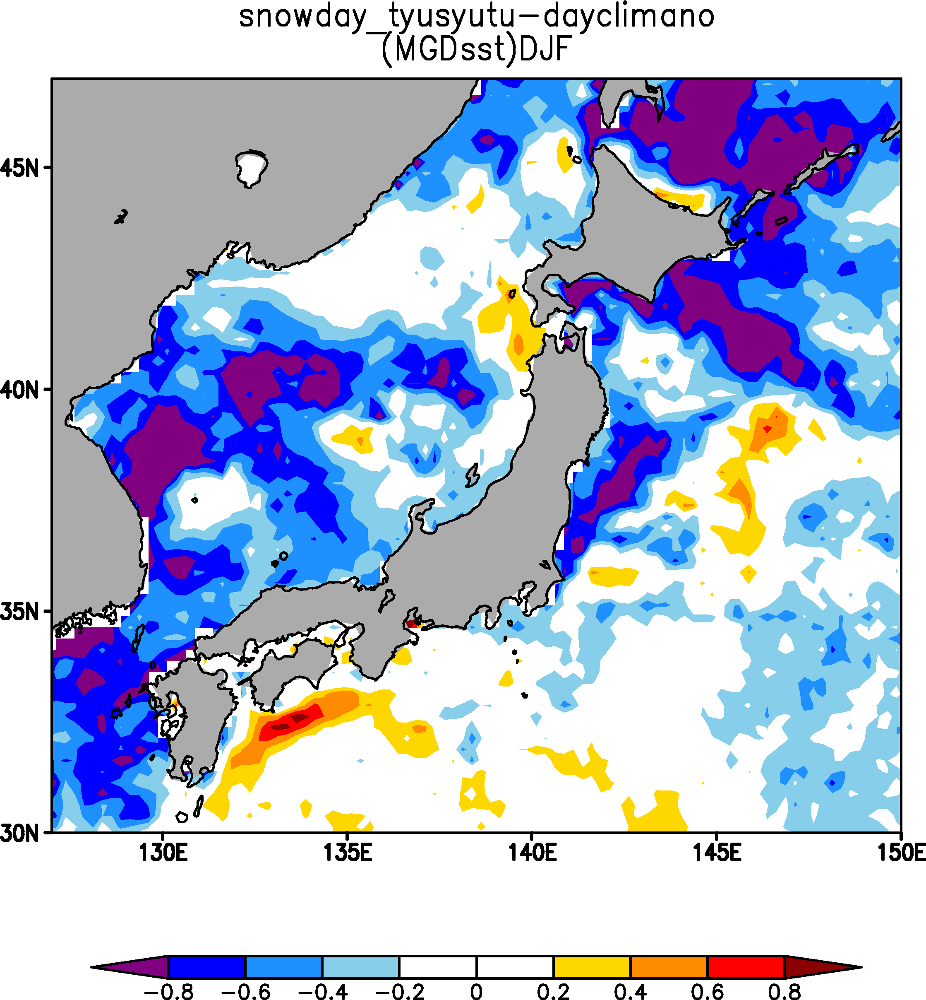 snowday_tyusyutu-dayclimano
(MGDsst)DJF
45N
40N
35N
30N
130E 135E 140E 145E 150E
-0.8 -0.6 -0.4 -0.2 0 0.2 0.4 0.6 0.8